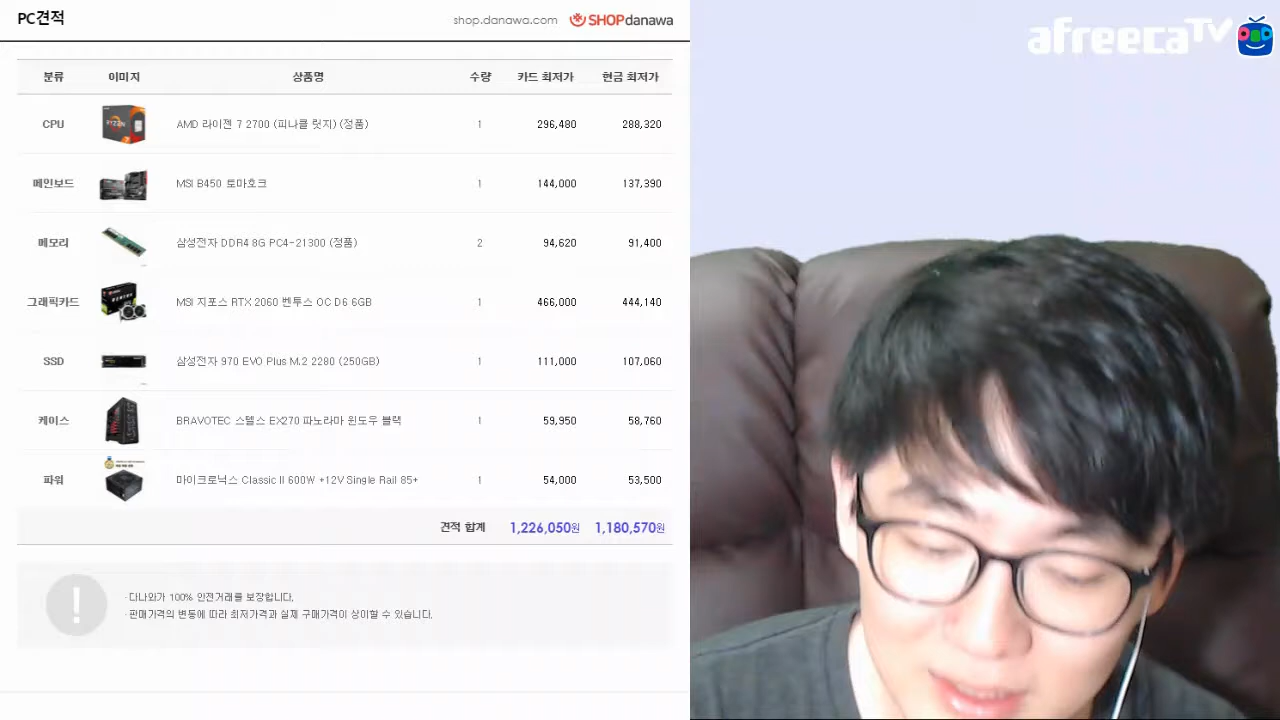 PC견적
shop.danawa.com SHOPdanawa
afreecaTV
분류 이미지 상품명 수량 카드 최저가 현금 최저가
CPU AMD 라이젠 7 2700 (피나클 릿지) (정품) 1 296,480 288,320
메인보드 MSI B450 토마호크 1 144,000 137,390
메모리 삼성전자 DDR4 8G PC4-21300 (정품) 2 94,620 91,400
그래픽카드 MSI 지포스 RTX 2060 벤투스 OC D6 6GB 1 466,000 444,140
SSD 삼성전자 970 EVO Plus M.2 2280 (250GB) 1 111,000 107,060
케이스 BRAVOTEC 스텔스 EX270 파노라마 윈도우 블랙 1 59,950 58,760
파워 마이크로닉스 Classic II 600W +12V Single Rail 85+ 1 54,000 53,500
견적 합계 1,226,050원 1,180,570원
· 다나와가 100% 안전거래를 보장합니다.
· 판매가격의 변동에 따라 최저가격과 실제 구매가격이 상이할 수 있습니다.